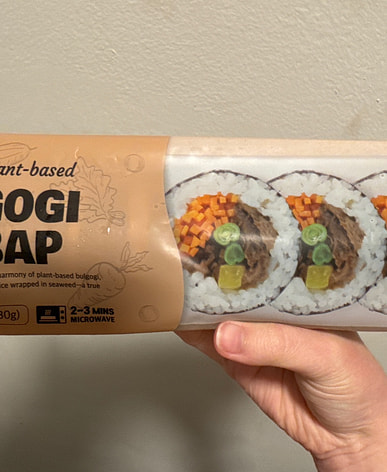 ant-based
GOGI
BAP
harmony of plant-based bulgogi,
ice wrapped in seaweed—a true
30g)
2–3 MINS
MICROWAVE